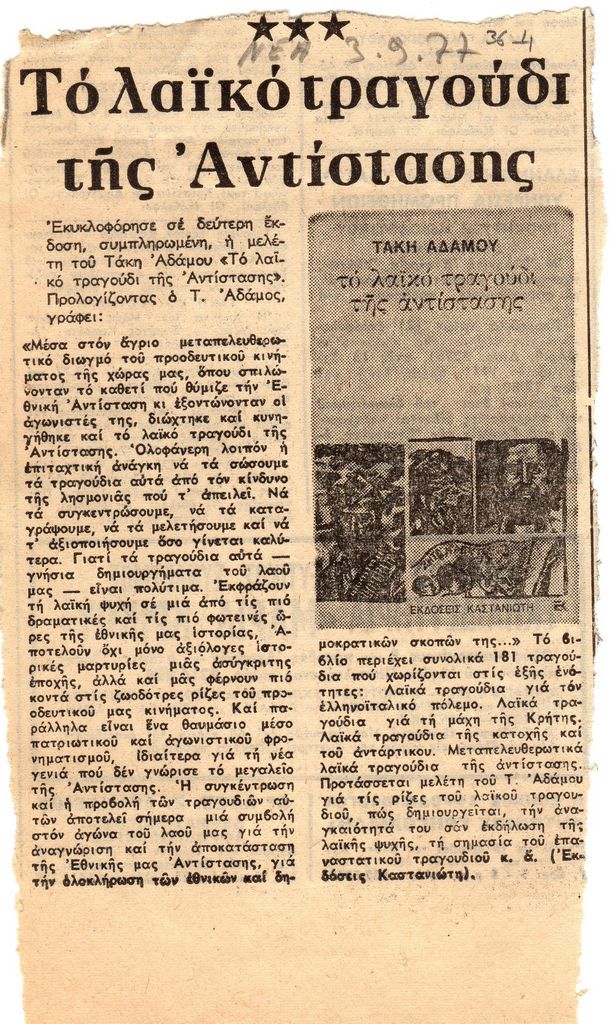 ★★★
ΝΕΑ 3.9.77 36-4
Τό λαϊκό τραγούδι
τῆς Ἀντίστασης
Ἐκυκλοφόρησε σέ δεύτερη ἔκ-
δοση, συμπληρωμένη, ἡ μελέ-
τη τοῦ Τάκη Ἀδάμου «Τό λαϊ-
κό τραγούδι τῆς Ἀντίστασης».
Προλογίζοντας ὁ Τ. Ἀδάμος,
γράφει:
«Μέσα στόν ἄγριο μεταπελευθερω-
τικό διωγμό τοῦ προοδευτικοῦ κινή-
ματος τῆς χώρας μας, ὅπου σπιλώ-
νονταν τό καθετί πού θύμιζε τήν Ἐ-
θνική Ἀντίσταση κι ἐξοντώνονταν οἱ
ἀγωνιστές της, διώχτηκε καί κυνη-
γήθηκε καί τό λαϊκό τραγούδι τῆς
Ἀντίστασης. Ὁλοφάνερη λοιπόν ἡ
ἐπιταχτική ἀνάγκη νά τά σώσουμε
τά τραγούδια αὐτά ἀπό τόν κίνδυνο
τῆς λησμονιᾶς πού τ' ἀπειλεῖ. Νά
τά συγκεντρώσουμε, νά τά κατα-
γράψουμε, νά τά μελετήσουμε καί νά
τ' ἀξιοποιήσουμε ὅσο γίνεται καλύ-
τερα. Γιατί τά τραγούδια αὐτά —
γνήσια δημιουργήματα τοῦ λαοῦ
μας — εἶναι πολύτιμα. Ἐκφράζουν
τή λαϊκή ψυχή σέ μιά ἀπό τίς πιό
δραματικές καί τίς πιό φωτεινές ὧ-
ρες τῆς ἐθνικῆς μας ἱστορίας, Ἀ-
ποτελοῦν ὄχι μόνο ἀξιόλογες ἱστο-
ρικές μαρτυρίες μιᾶς ἀσύγκριτης
ἐποχῆς, ἀλλά καί μᾶς φέρνουν πιό
κοντά στίς ζωοδότρες ρίζες τοῦ προ-
οδευτικοῦ μας κινήματος. Καί πα-
ράλληλα εἶναι ἕνα θαυμάσιο μέσο
πατριωτικοῦ καί ἀγωνιστικοῦ φρο-
νηματισμοῦ, ἰδιαίτερα γιά τή νέα
γενιά πού δέν γνώρισε τό μεγαλεῖο
τῆς Ἀντίστασης. Ἡ συγκέντρωση
καί ἡ προβολή τῶν τραγουδιῶν αὐ-
τῶν ἀποτελεῖ σήμερα μιά συμβολή
στόν ἀγώνα τοῦ λαοῦ μας γιά τήν
ἀναγνώριση καί τήν ἀποκατάσταση
τῆς Ἐθνικῆς μας Ἀντίστασης, γιά
τήν ὁλοκλήρωση τῶν ἐθνικῶν καί δη-
ΤΑΚΗ ΑΔΑΜΟΥ
τό λαϊκό τραγούδι
τῆς ἀντίστασης
ΕΚΔΟΣΕΙΣ ΚΑΣΤΑΝΙΩΤΗ
μοκρατικῶν σκοπῶν της...» Τό βι-
βλίο περιέχει συνολικά 181 τραγού-
δια πού χωρίζονται στίς ἑξῆς ἑνό-
τητες: Λαϊκά τραγούδια γιά τόν
ἑλληνοϊταλικό πόλεμο. Λαϊκά τρα-
γούδια γιά τή μάχη τῆς Κρήτης.
Λαϊκά τραγούδια τῆς κατοχῆς καί
τοῦ ἀντάρτικου. Μεταπελευθερωτικά
λαϊκά τραγούδια τῆς ἀντίστασης.
Προτάσσεται μελέτη τοῦ Τ. Ἀδάμου
γιά τίς ρίζες τοῦ λαϊκοῦ τραγου-
διοῦ, πῶς δημιουργεῖται, τήν ἀνα-
γκαιότητά του σάν ἐκδήλωση τῆς
λαϊκῆς ψυχῆς, τή σημασία τοῦ ἐπα-
ναστατικοῦ τραγουδιοῦ κ. ἄ. (Ἐκ-
δόσεις Καστανιώτη).